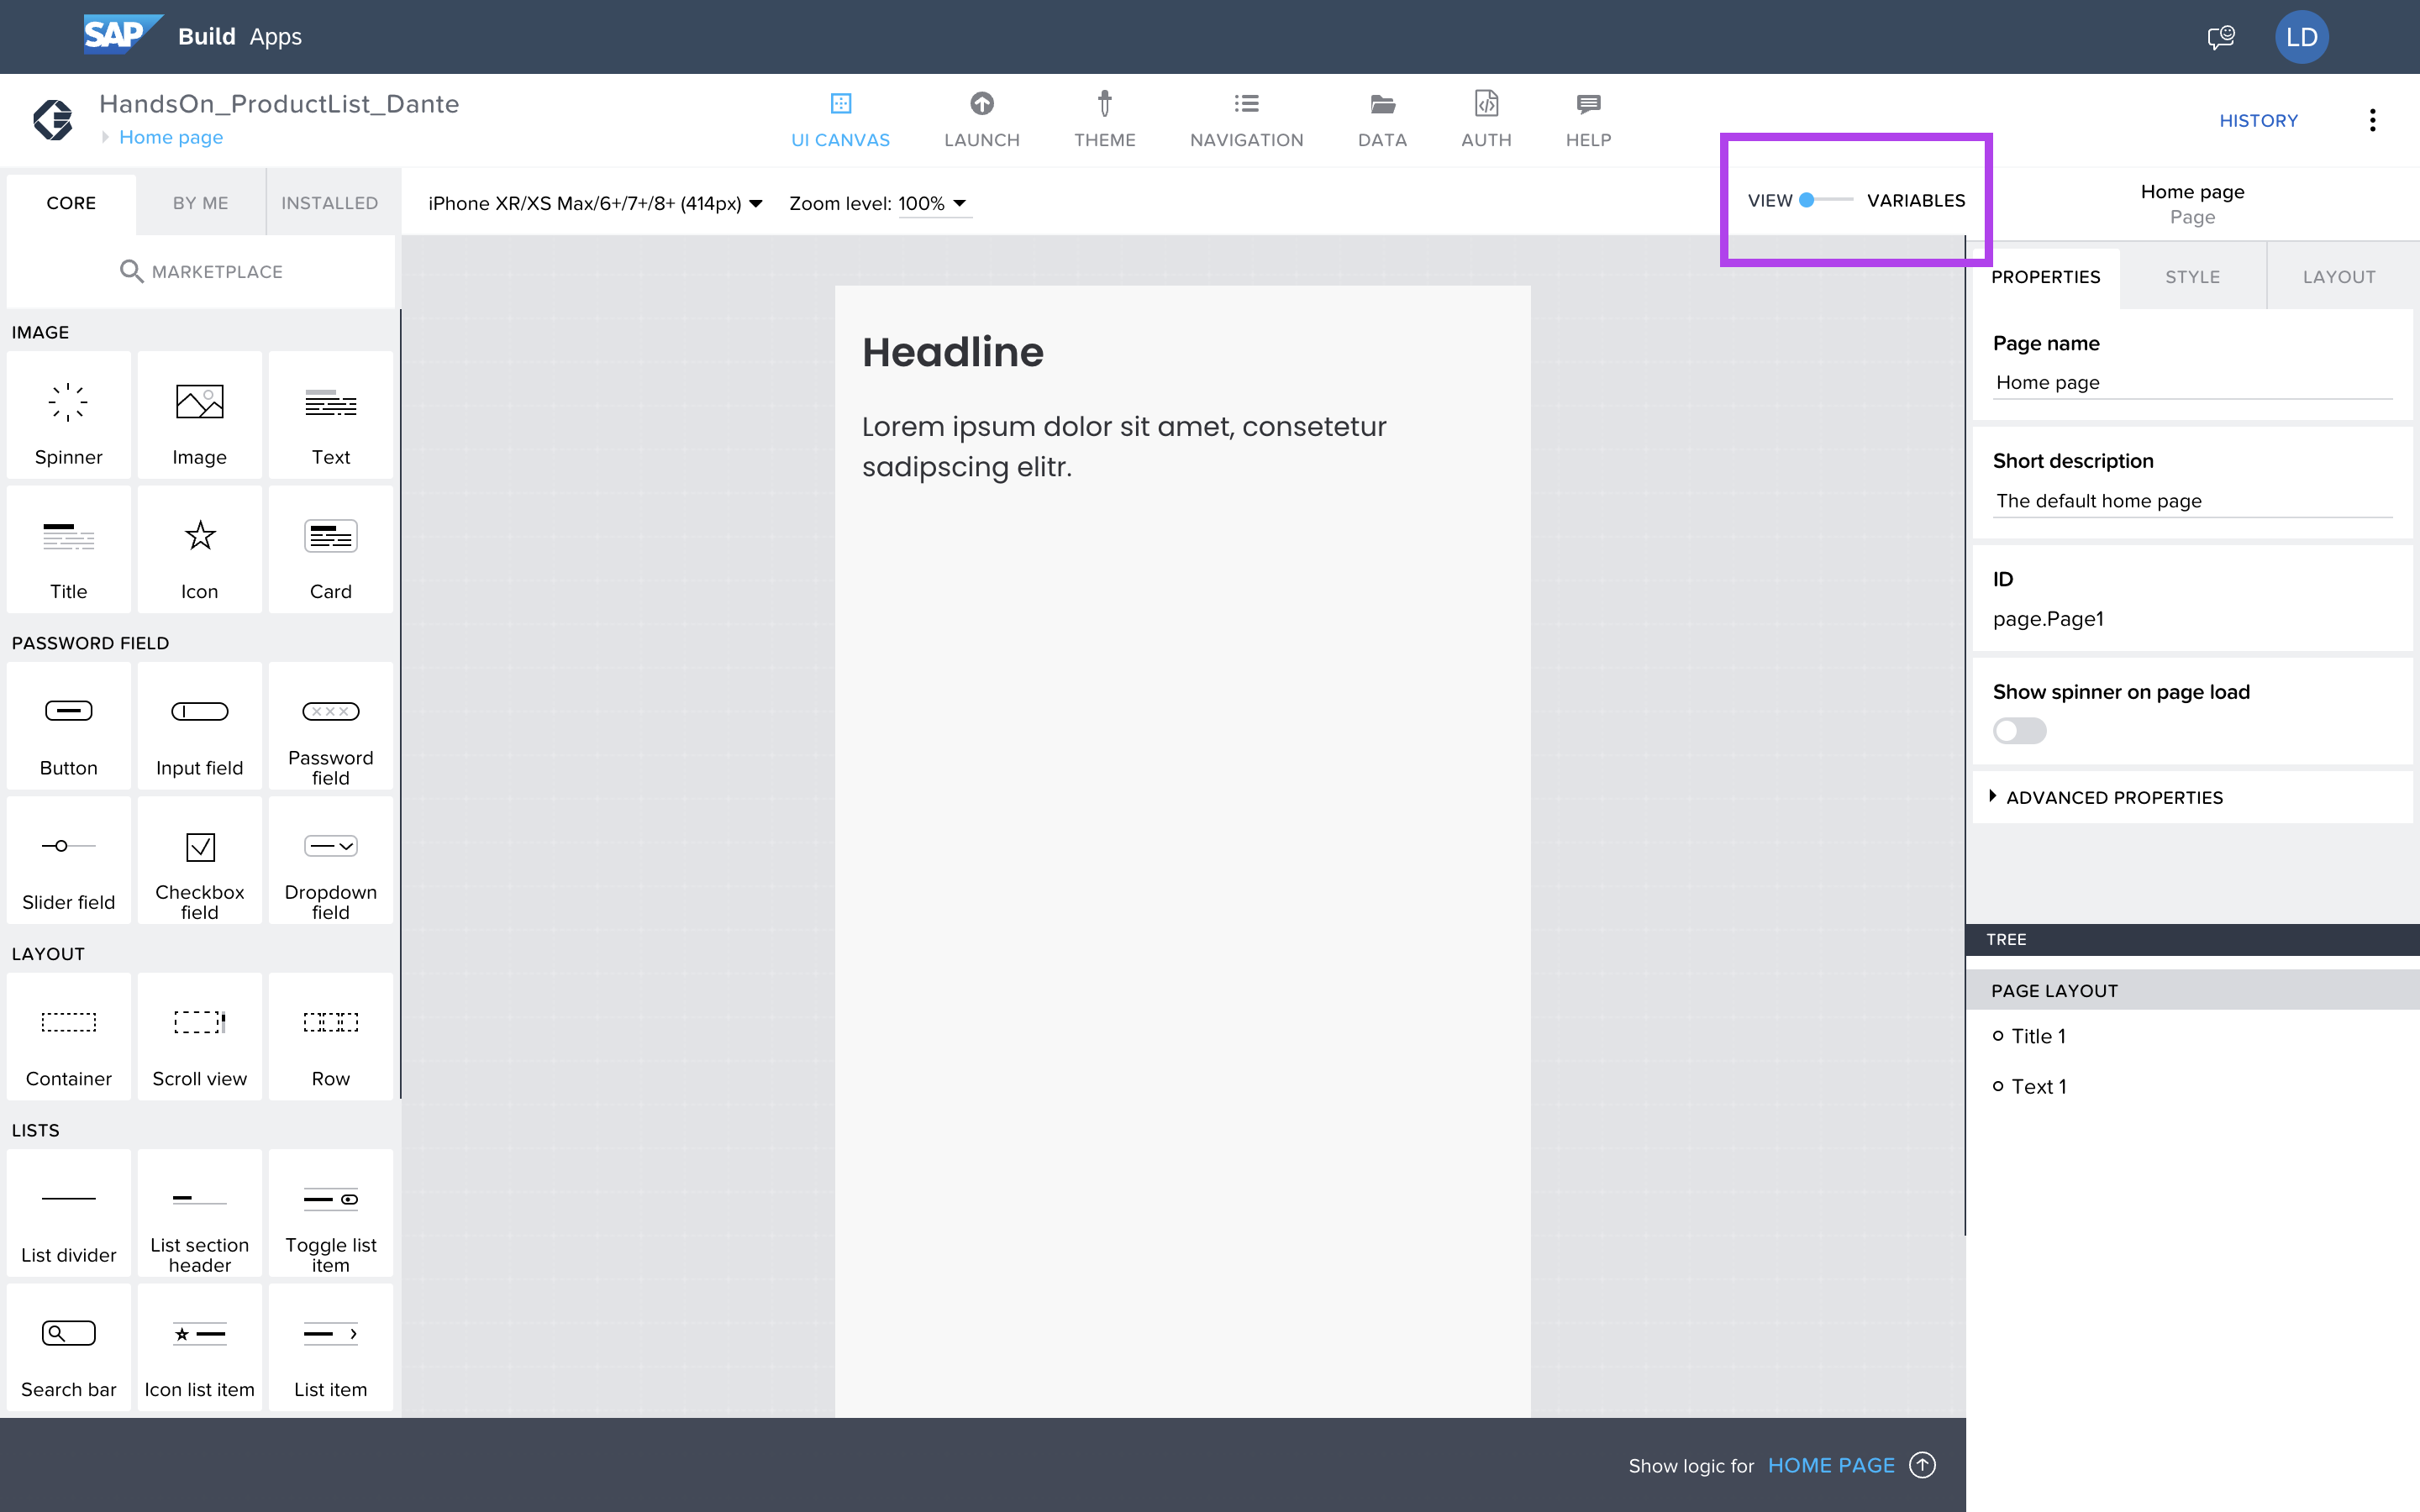 SAP Build Apps
LD
HandsOn_ProductList_Dante
Home page
UI CANVAS
LAUNCH
THEME
NAVIGATION
DATA
AUTH
HELP
HISTORY
CORE
BY ME
INSTALLED
iPhone XR/XS Max/6+/7+/8+ (414px)
Zoom level: 100%
VIEW
VARIABLES
Home page
Page
MARKETPLACE
IMAGE
Spinner
Image
Text
Title
Icon
Card
PASSWORD FIELD
Button
Input field
Password
field
Slider field
Checkbox
field
Dropdown
field
LAYOUT
Container
Scroll view
Row
LISTS
List divider
List section
header
Toggle list
item
Search bar
Icon list item
List item
Headline
Lorem ipsum dolor sit amet, consetetur
sadipscing elitr.
PROPERTIES
STYLE
LAYOUT
Page name
Home page
Short description
The default home page
ID
page.Page1
Show spinner on page load
ADVANCED PROPERTIES
TREE
PAGE LAYOUT
Title 1
Text 1
Show logic for HOME PAGE